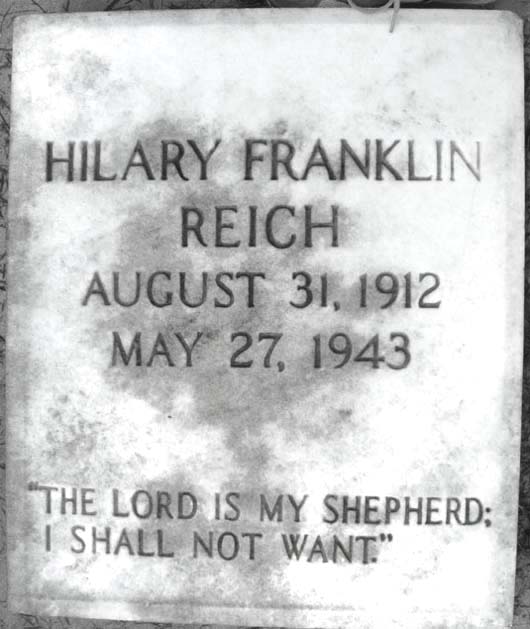 HILARY FRANKLIN
REICH
AUGUST 31, 1912
MAY 27, 1943
"THE LORD IS MY SHEPHERD;
I SHALL NOT WANT."